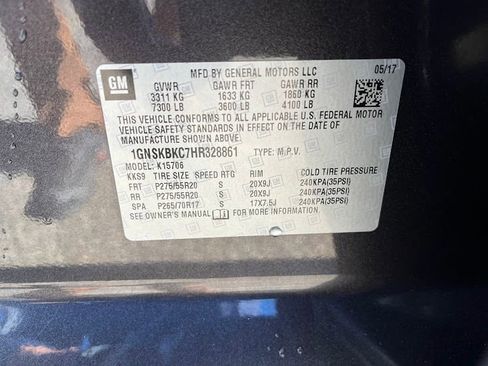 GM
MFD BY GENERAL MOTORS LLC 05/17
GVWR GAWR FRT GAWR RR
3311 KG 1633 KG 1860 KG
7300 LB 3600 LB 4100 LB
THIS VEHICLE CONFORMS TO ALL APPLICABLE U.S. FEDERAL MOTOR
VEHICLE SAFETY AND THEFT PREVENTION STANDARDS IN EFFECT ON THE DATE OF
MANUFACTURE SHOWN ABOVE.
1GNSKBKC7HR328861 TYPE: M.P.V.
MODEL: K15706
KKS9 TIRE SIZE SPEED RTG RIM COLD TIRE PRESSURE
FRT P275/55R20 S 20X9J 240KPA(35PSI)
RR P275/55R20 S 20X9J 240KPA(35PSI)
SPA P265/70R17 S 17X7.5J 240KPA(35PSI)
SEE OWNER'S MANUAL FOR MORE INFORMATION